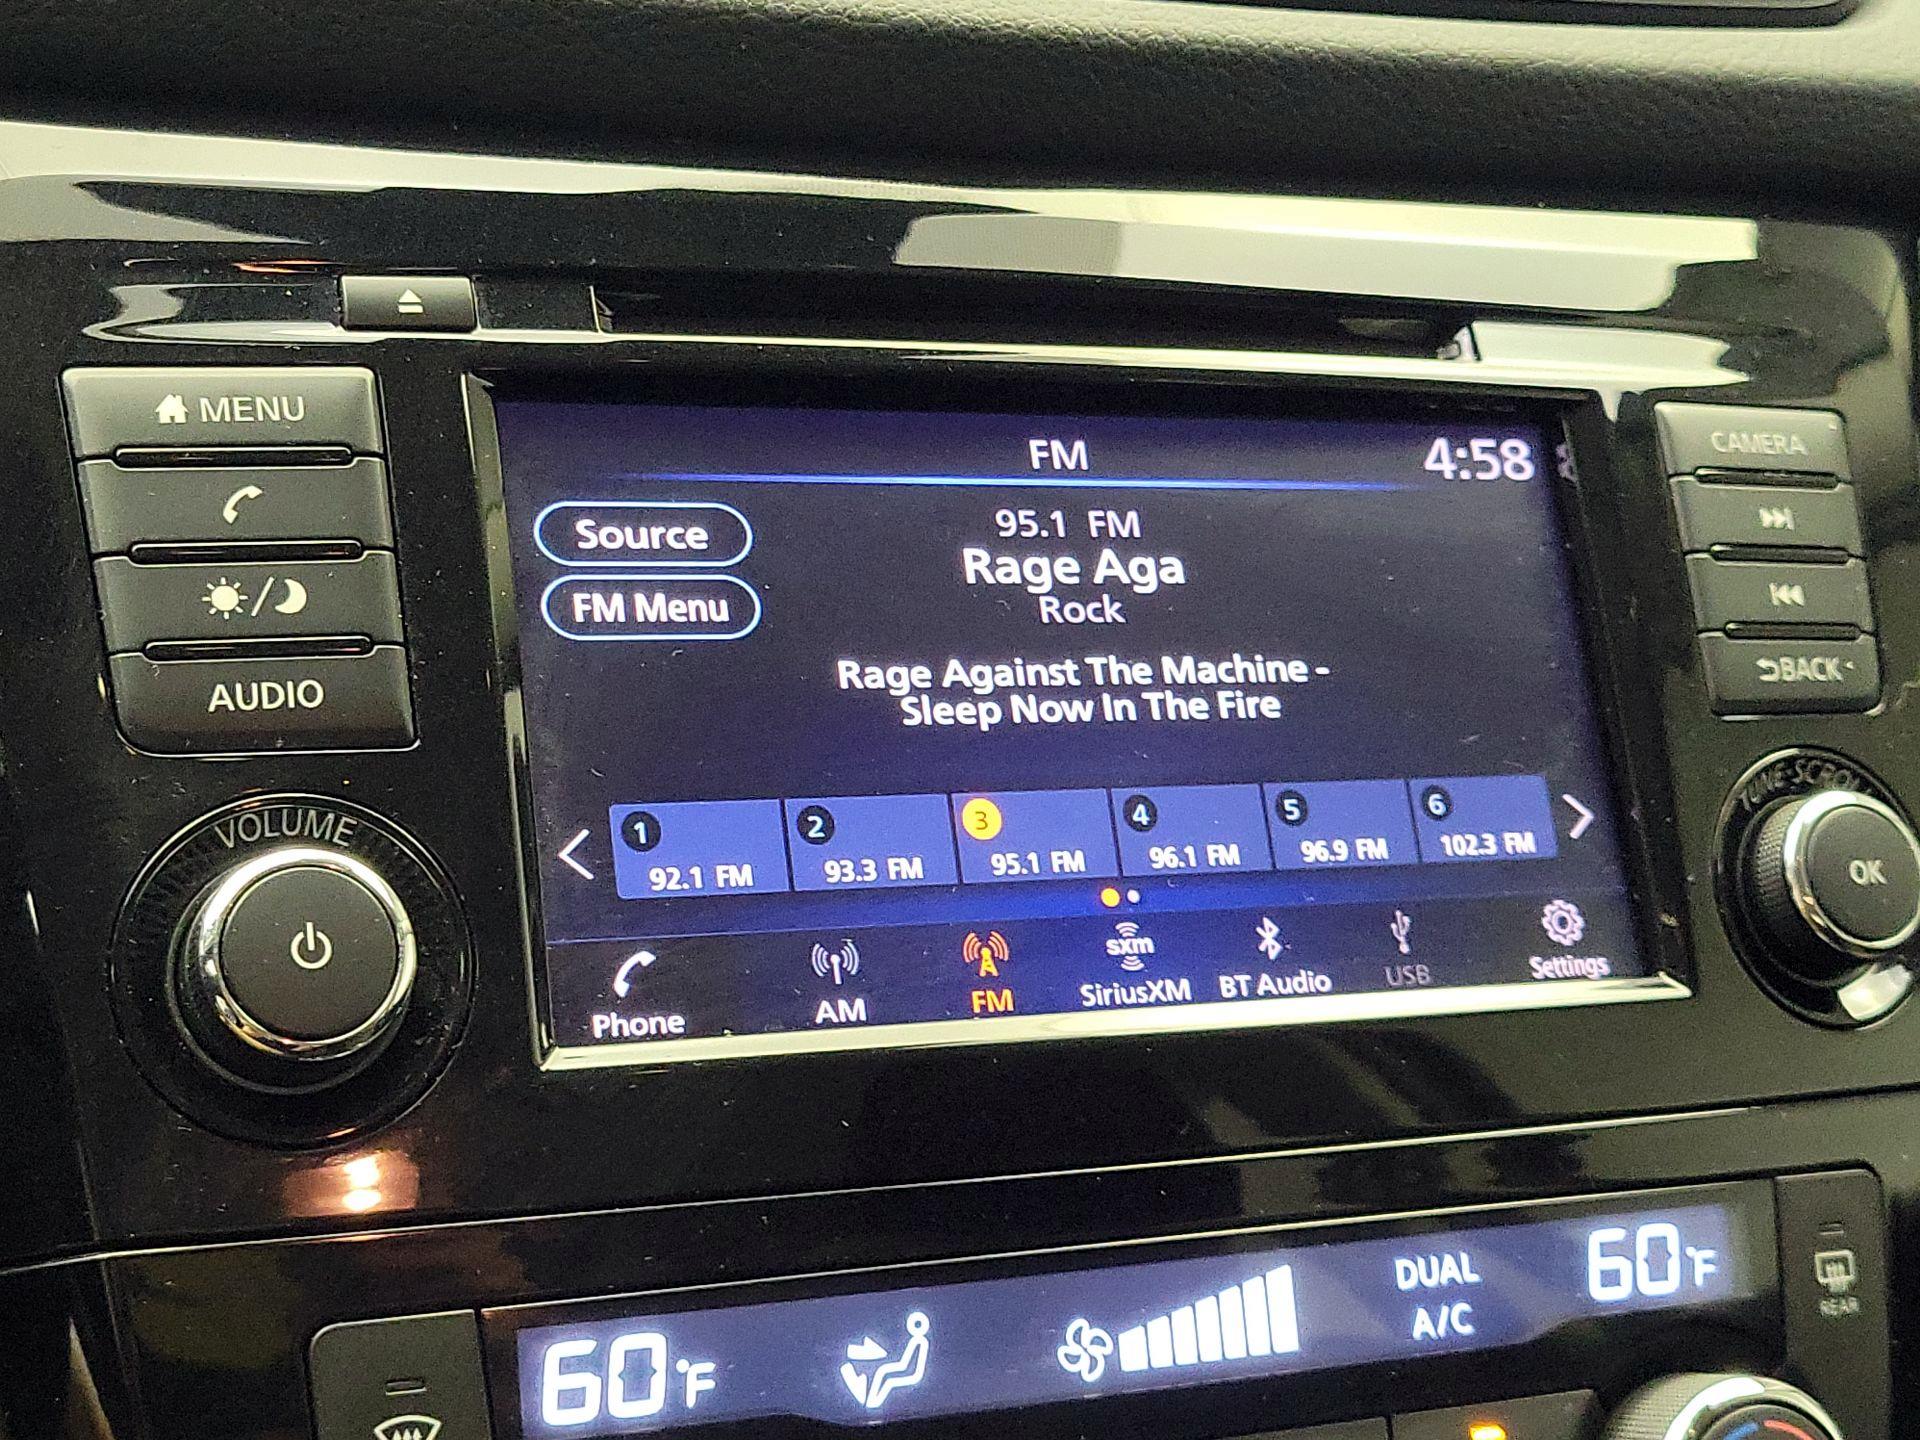 MENU
AUDIO
VOLUME
FM
4:58
Source
FM Menu
95.1 FM
Rage Aga
Rock
Rage Against The Machine -
Sleep Now In The Fire
1
92.1 FM
2
93.3 FM
3
95.1 FM
4
96.1 FM
5
96.9 FM
6
102.3 FM
Phone
AM
FM
sxm
SiriusXM
BT Audio
USB
Settings
CAMERA
BACK
TUNE·SCROLL
OK
60°F
DUAL
A/C
60°F
REAR